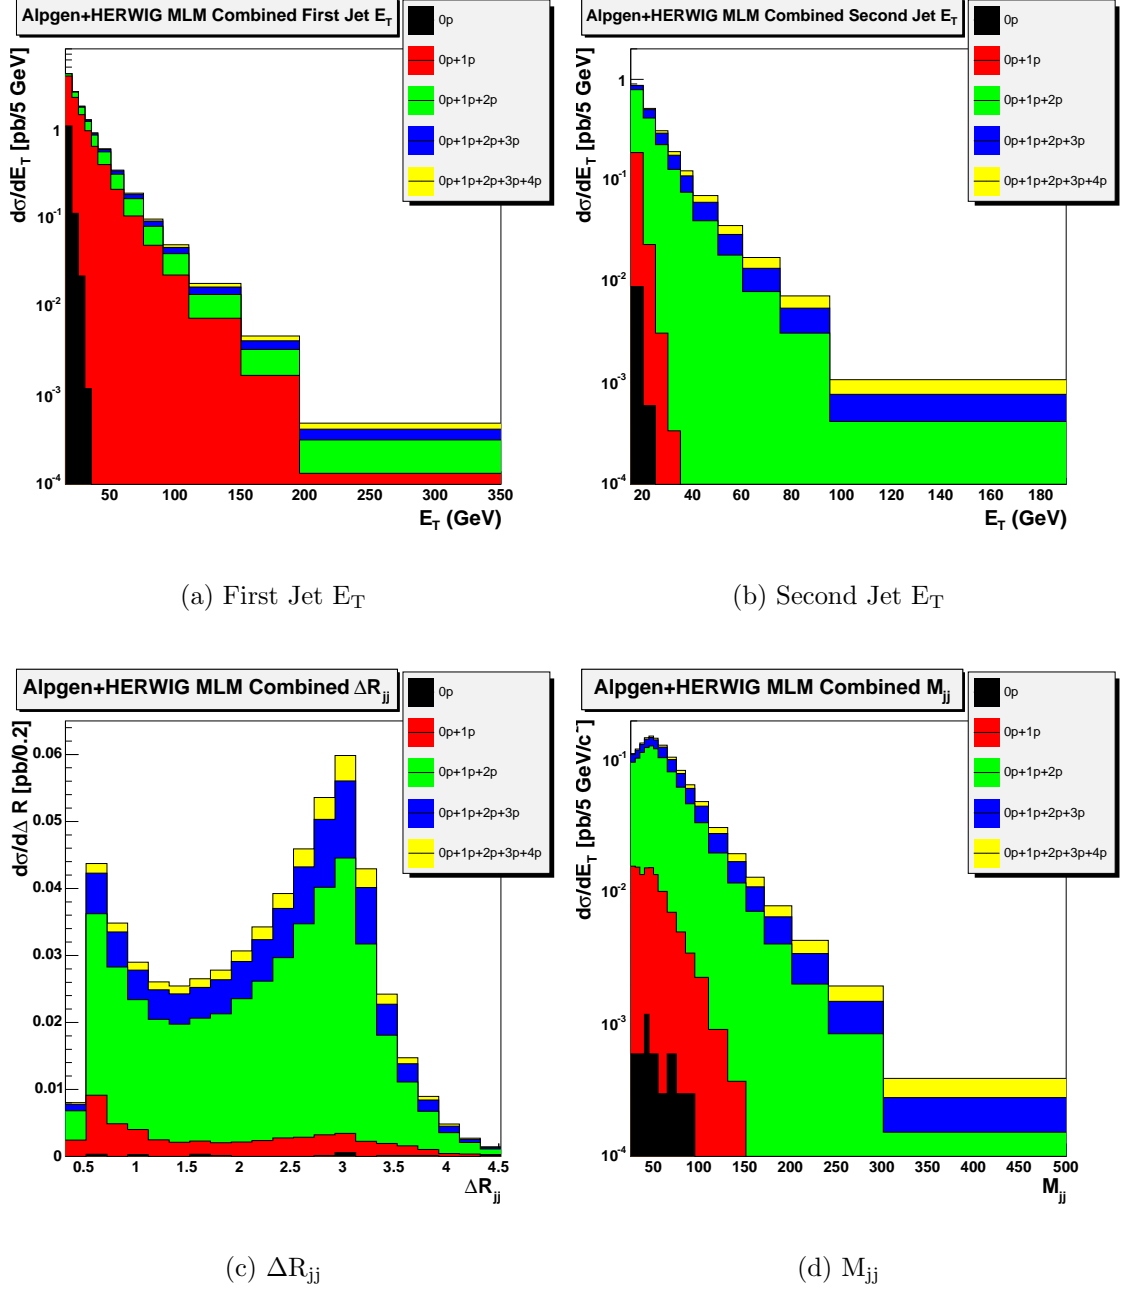 Alpgen+HERWIG MLM Combined First Jet E_T
0p
0p+1p
0p+1p+2p
0p+1p+2p+3p
0p+1p+2p+3p+4p
dσ/dE_T [pb/5 GeV]
1
10^-1
10^-2
10^-3
10^-4
50 100 150 200 250 300 350
E_T (GeV)
(a) First Jet E_T
Alpgen+HERWIG MLM Combined Second Jet E_T
0p
0p+1p
0p+1p+2p
0p+1p+2p+3p
0p+1p+2p+3p+4p
dσ/dE_T [pb/5 GeV]
1
10^-1
10^-2
10^-3
10^-4
20 40 60 80 100 120 140 160 180
E_T (GeV)
(b) Second Jet E_T
Alpgen+HERWIG MLM Combined ΔR_jj
0p
0p+1p
0p+1p+2p
0p+1p+2p+3p
0p+1p+2p+3p+4p
dσ/dΔ R [pb/0.2]
0.06
0.05
0.04
0.03
0.02
0.01
0
0.5 1 1.5 2 2.5 3 3.5 4 4.5
ΔR_jj
(c) ΔR_jj
Alpgen+HERWIG MLM Combined M_jj
0p
0p+1p
0p+1p+2p
0p+1p+2p+3p
0p+1p+2p+3p+4p
dσ/dE_T [pb/5 GeV/c
10^-1
10^-2
10^-3
10^-4
50 100 150 200 250 300 350 400 450 500
M_jj
(d) M_jj